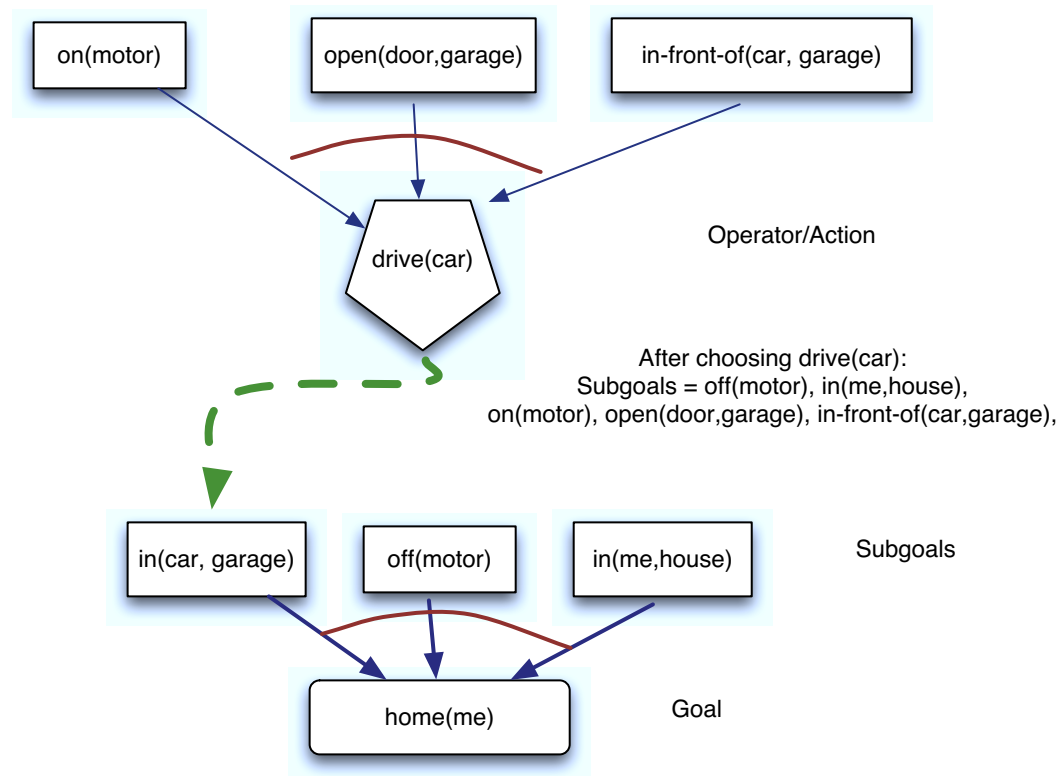 on(motor)
open(door,garage)
in-front-of(car, garage)
drive(car)
Operator/Action
After choosing drive(car):
Subgoals = off(motor), in(me,house),
on(motor), open(door,garage), in-front-of(car,garage),
in(car, garage)
off(motor)
in(me,house)
Subgoals
home(me)
Goal